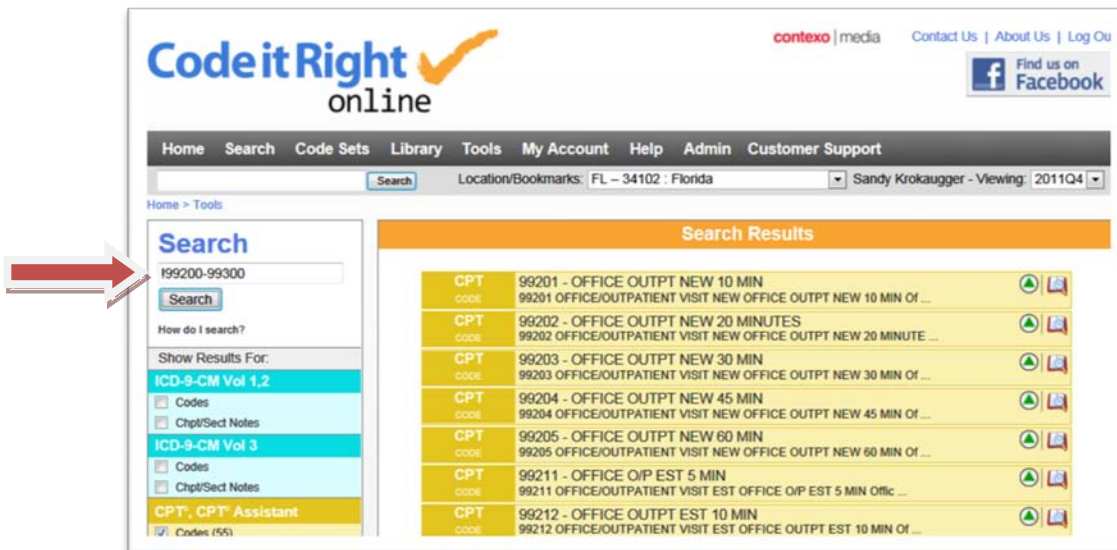 Code it Right
online
contexo | media
Contact Us | About Us | Log Ou
Find us on
Facebook
Home Search Code Sets Library Tools My Account Help Admin Customer Support
Search Location/Bookmarks: FL – 34102 : Florida Sandy Krokaugger - Viewing: 2011Q4
Home > Tools
Search
!99200-99300
Search
How do I search?
Show Results For:
ICD-9-CM Vol 1,2
Codes
Chpt/Sect Notes
ICD-9-CM Vol 3
Codes
Chpt/Sect Notes
CPT®, CPT® Assistant
Codes (55)
Search Results
CPT 99201 - OFFICE OUTPT NEW 10 MIN
CODE 99201 OFFICE/OUTPATIENT VISIT NEW OFFICE OUTPT NEW 10 MIN Of ...
CPT 99202 - OFFICE OUTPT NEW 20 MINUTES
CODE 99202 OFFICE/OUTPATIENT VISIT NEW OFFICE OUTPT NEW 20 MINUTE ...
CPT 99203 - OFFICE OUTPT NEW 30 MIN
CODE 99203 OFFICE/OUTPATIENT VISIT NEW OFFICE OUTPT NEW 30 MIN Of ...
CPT 99204 - OFFICE OUTPT NEW 45 MIN
CODE 99204 OFFICE/OUTPATIENT VISIT NEW OFFICE OUTPT NEW 45 MIN Of ...
CPT 99205 - OFFICE OUTPT NEW 60 MIN
CODE 99205 OFFICE/OUTPATIENT VISIT NEW OFFICE OUTPT NEW 60 MIN Of ...
CPT 99211 - OFFICE O/P EST 5 MIN
CODE 99211 OFFICE/OUTPATIENT VISIT EST OFFICE O/P EST 5 MIN Offic ...
CPT 99212 - OFFICE OUTPT EST 10 MIN
CODE 99212 OFFICE/OUTPATIENT VISIT EST OFFICE OUTPT EST 10 MIN Of ...